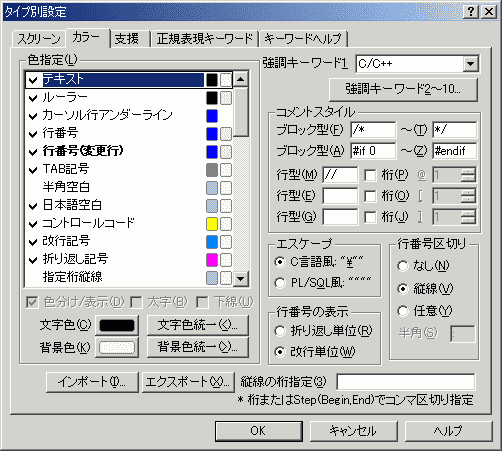 タイプ別設定
スクリーン カラー 支援 正規表現キーワード キーワードヘルプ
色指定(L)
テキスト
ルーラー
カーソル行アンダーライン
行番号
行番号(変更行)
TAB記号
半角空白
日本語空白
コントロールコード
改行記号
折り返し記号
指定桁縦線
色分け/表示(D) 太字(B) 下線(U)
文字色(C) 文字色統一(<)...
背景色(K) 背景色統一(>)...
インポート(I)... エクスポート(X)...
強調キーワード1 C/C++
強調キーワード2~10...
コメントスタイル
ブロック型(F) /* ~(T) */
ブロック型(A) #if 0 ~(Z) #endif
行型(M) // 桁(P) @ 1
行型(E) 桁(O) [ 1
行型(G) 桁(J) ] 1
エスケープ
C言語風: "¥""
PL/SQL風: """"
行番号の表示
折り返し単位(R)
改行単位(W)
行番号区切り
なし(N)
縦線(V)
任意(Y)
半角(S) :
縦線の桁指定(3)
* 桁またはStep(Begin,End)でコンマ区切り指定
OK キャンセル ヘルプ